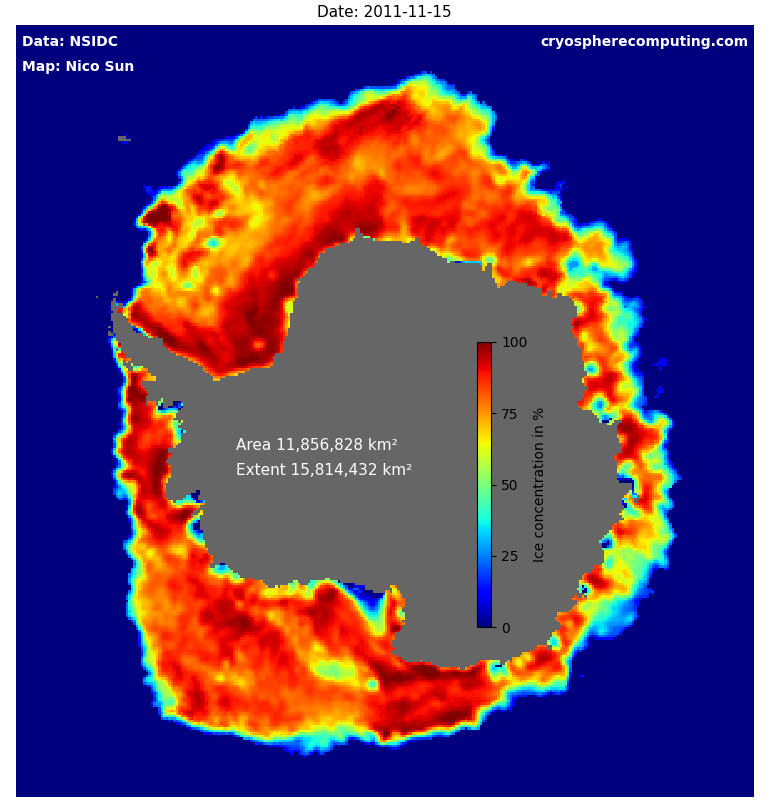 Date: 2011-11-15
Data: NSIDC
cryospherecomputing.com
Map: Nico Sun
100
75
50
25
0
Ice concentration in %
Area 11,856,828 km²
Extent 15,814,432 km²